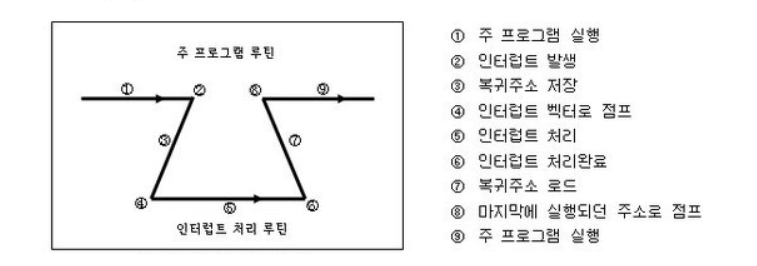 주 프로그램 루틴
① ② ⑧ ⑨
③ ⑦
④ ⑤ ⑥
인터럽트 처리 루틴
① 주 프로그램 실행
② 인터럽트 발생
③ 복귀주소 저장
④ 인터럽트 벡터로 점프
⑤ 인터럽트 처리
⑥ 인터럽트 처리완료
⑦ 복귀주소 로드
⑧ 마지막에 실행되던 주소로 점프
⑨ 주 프로그램 실행